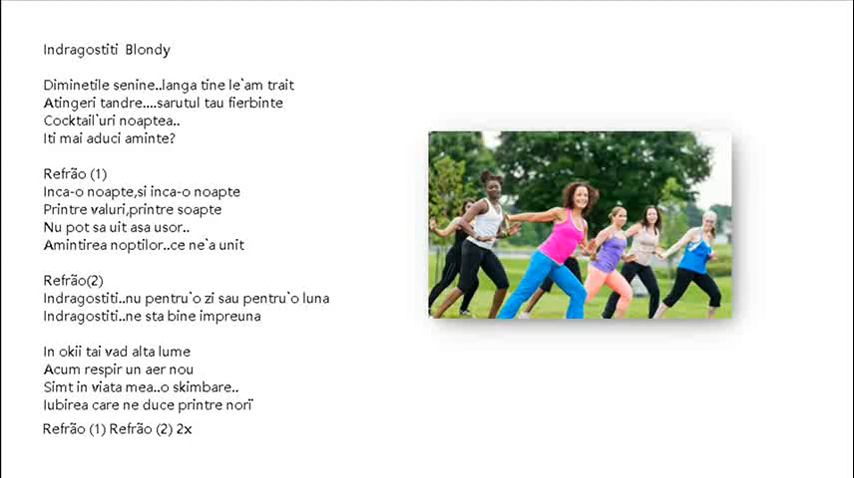 Indragostiti  Blondy
Diminetile senine..langa tine le`am trait
Atingeri tandre....sarutul tau fierbinte
Cocktail`uri noaptea..
Iti mai aduci aminte?
Refrão (1)
Inca-o noapte,si inca-o noapte
Printre valuri,printre soapte
Nu pot sa uit asa usor..
Amintirea noptilor..ce ne`a unit
Refrão(2)
Indragostiti..nu pentru`o zi sau pentru`o luna
Indragostiti..ne sta bine impreuna
In okii tai vad alta lume
Acum respir un aer nou
Simt in viata mea..o skimbare..
Iubirea care ne duce printre norï
Refrão (1) Refrão (2) 2x